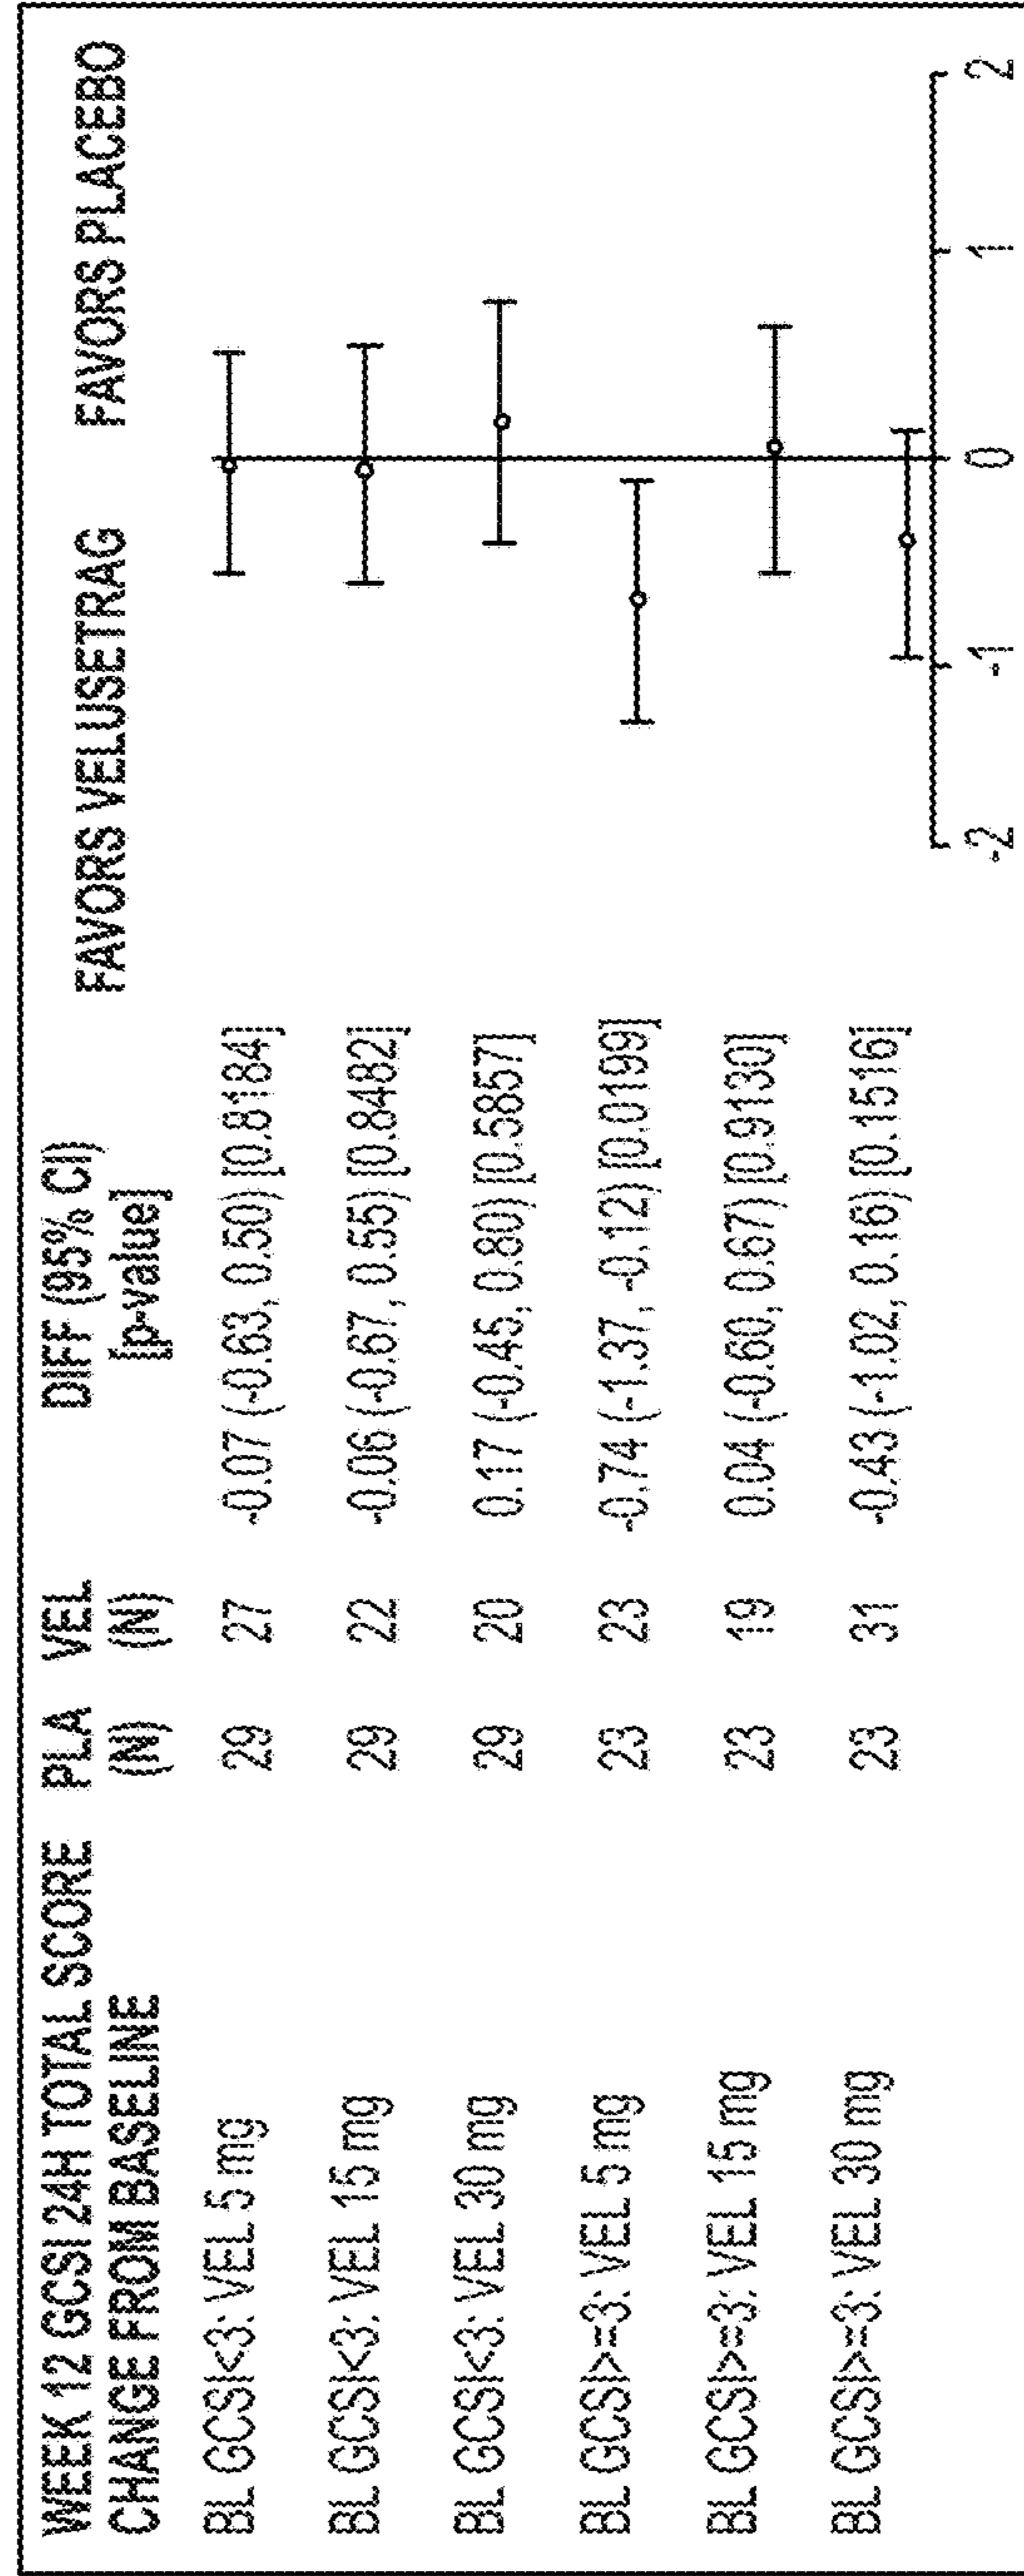 WEEK 12 GCSI 24H TOTAL SCORE PLA VEL DIFF (95% CI) FAVORS VELUSETRAG FAVORS PLACEBO
CHANGE FROM BASELINE (N) (N) [p-value]
BL GCSI<3: VEL 5 mg 29 27 -0.07 (-0.63, 0.50) [0.8184]
BL GCSI<3: VEL 15 mg 29 22 -0.06 (-0.67, 0.55) [0.8482]
BL GCSI<3: VEL 30 mg 29 20 0.17 (-0.45, 0.80) [0.5857]
BL GCSI>=3: VEL 5 mg 23 23 -0.74 (-1.37, -0.12) [0.0199]
BL GCSI>=3: VEL 15 mg 23 19 0.04 (-0.60, 0.67) [0.9130]
BL GCSI>=3: VEL 30 mg 23 31 -0.43 (-1.02, 0.16) [0.1516]
-2 -1 0 1 2